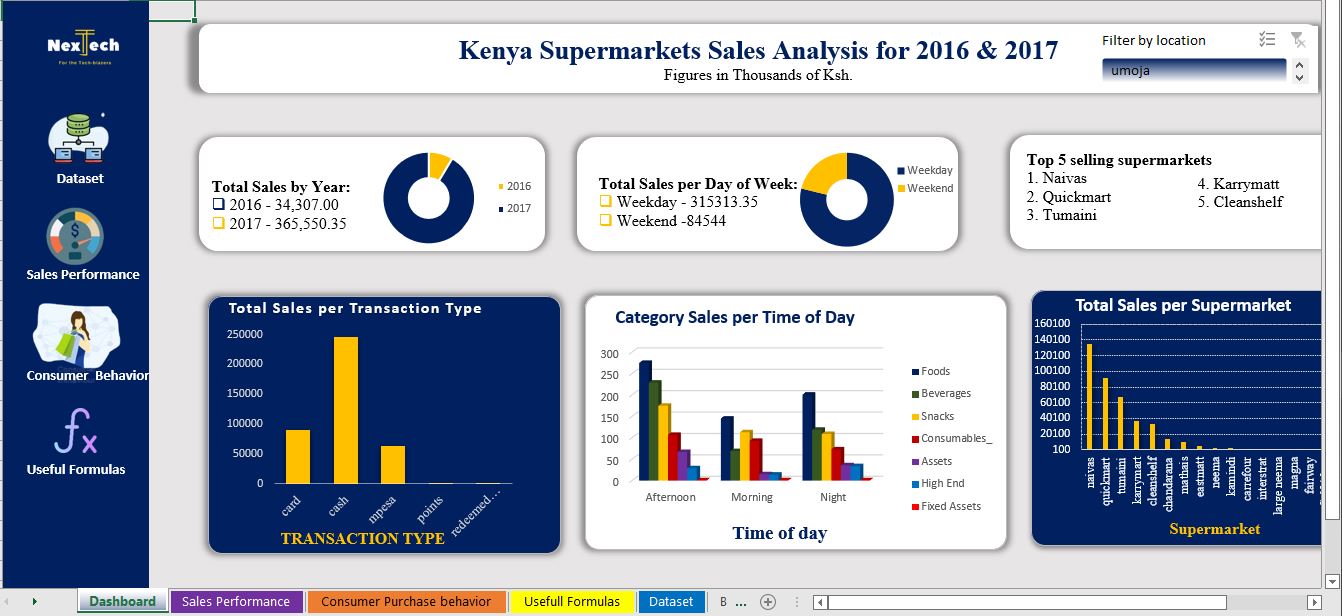 NexTech
For the Tech-blazers
Dataset
Sales Performance
Consumer Behavior
Useful Formulas
Kenya Supermarkets Sales Analysis for 2016 & 2017
Figures in Thousands of Ksh.
Filter by location
umoja
Total Sales by Year:
2016 - 34,307.00
2017 - 365,550.35
2016
2017
Total Sales per Day of Week:
Weekday - 315313.35
Weekend -84544
Weekday
Weekend
Top 5 selling supermarkets
1. Naivas
2. Quickmart
3. Tumaini
4. Karrymatt
5. Cleanshelf
Total Sales per Transaction Type
250000
200000
150000
100000
50000
0
card
cash
mpesa
points
redeemed...
TRANSACTION TYPE
Category Sales per Time of Day
300
250
200
150
100
50
0
Afternoon
Morning
Night
Time of day
Foods
Beverages
Snacks
Consumables_
Assets
High End
Fixed Assets
Total Sales per Supermarket
160100
140100
120100
100100
80100
60100
40100
20100
100
naivas
quickmart
tumaini
karrymart
cleanshelf
chandarana
mathais
eastmatt
neema
kamindi
carrefour
interstrat
large neema
magna
fairway
Supermarket
Dashboard
Sales Performance
Consumer Purchase behavior
Usefull Formulas
Dataset
B ...